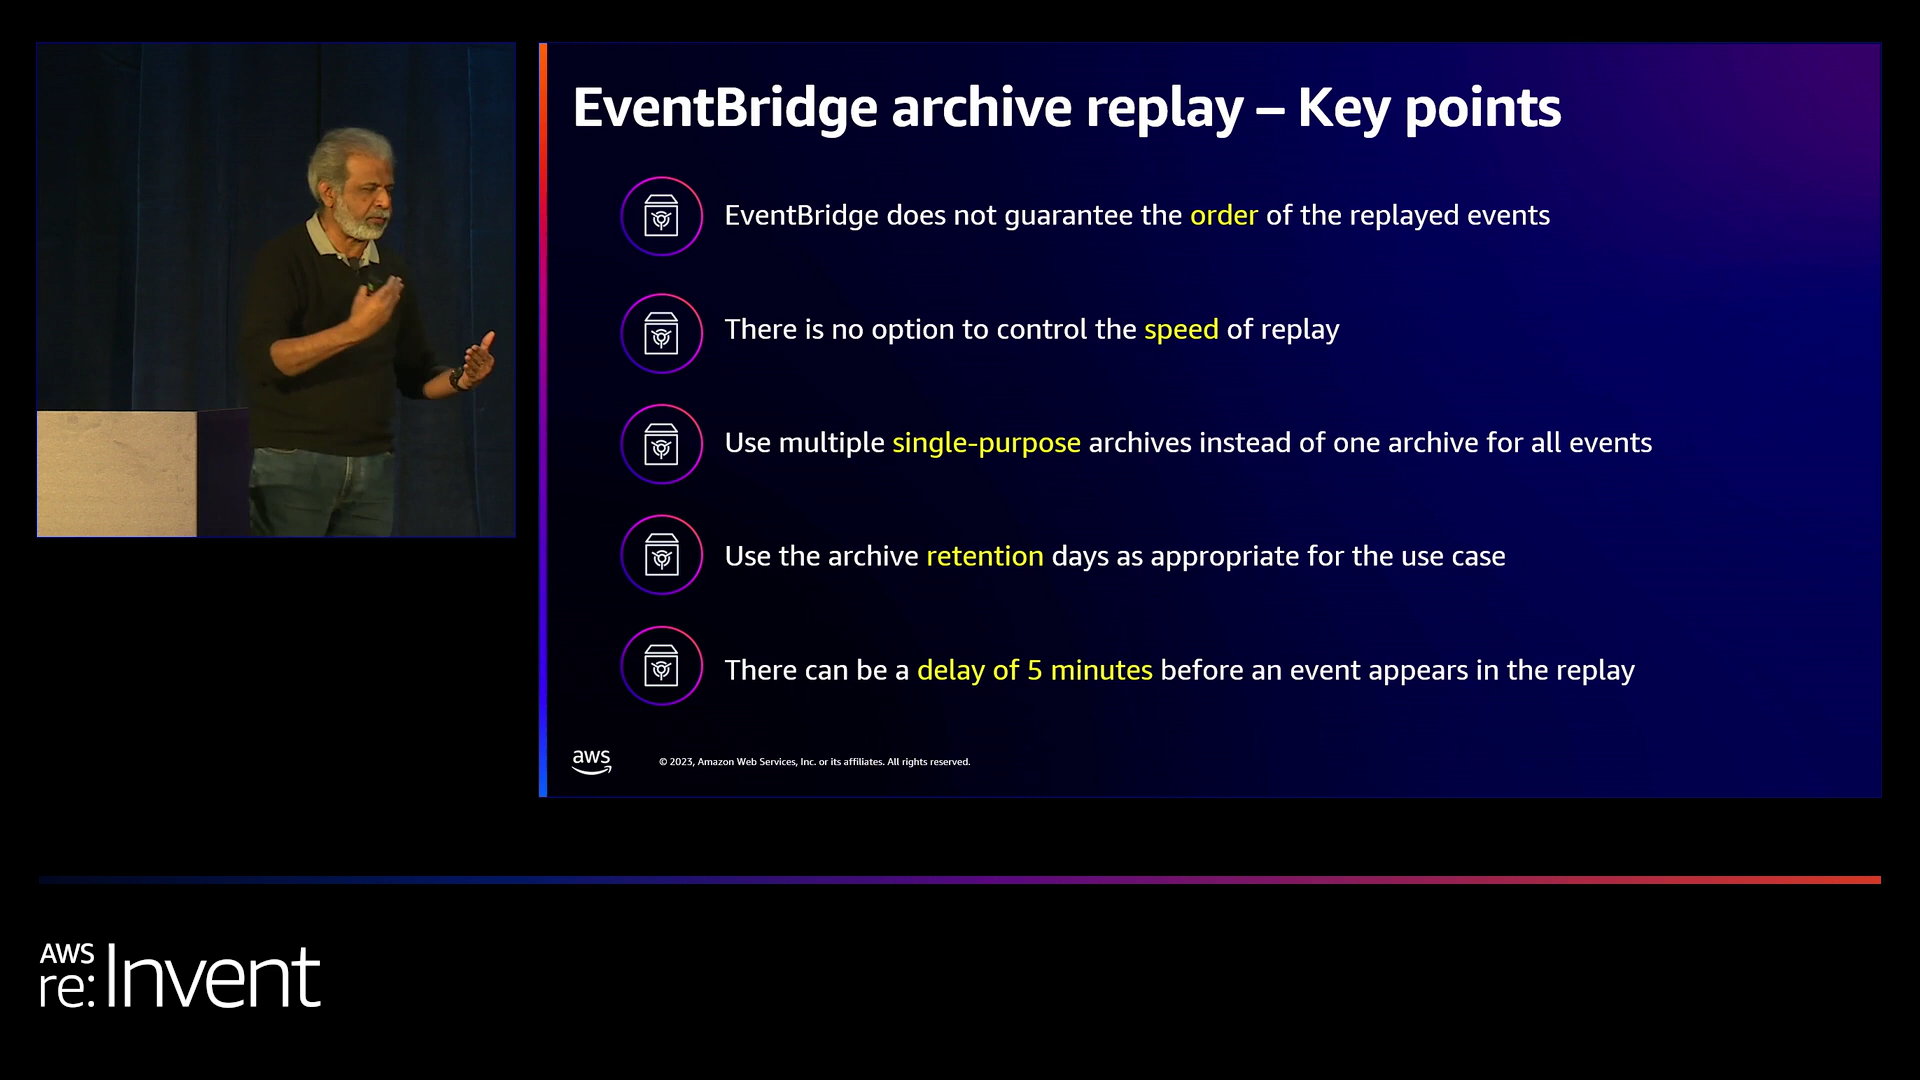 EventBridge archive replay – Key points
EventBridge does not guarantee the order of the replayed events
There is no option to control the speed of replay
Use multiple single-purpose archives instead of one archive for all events
Use the archive retention days as appropriate for the use case
There can be a delay of 5 minutes before an event appears in the replay
aws
© 2023, Amazon Web Services, Inc. or its affiliates. All rights reserved.
AWS
re:Invent